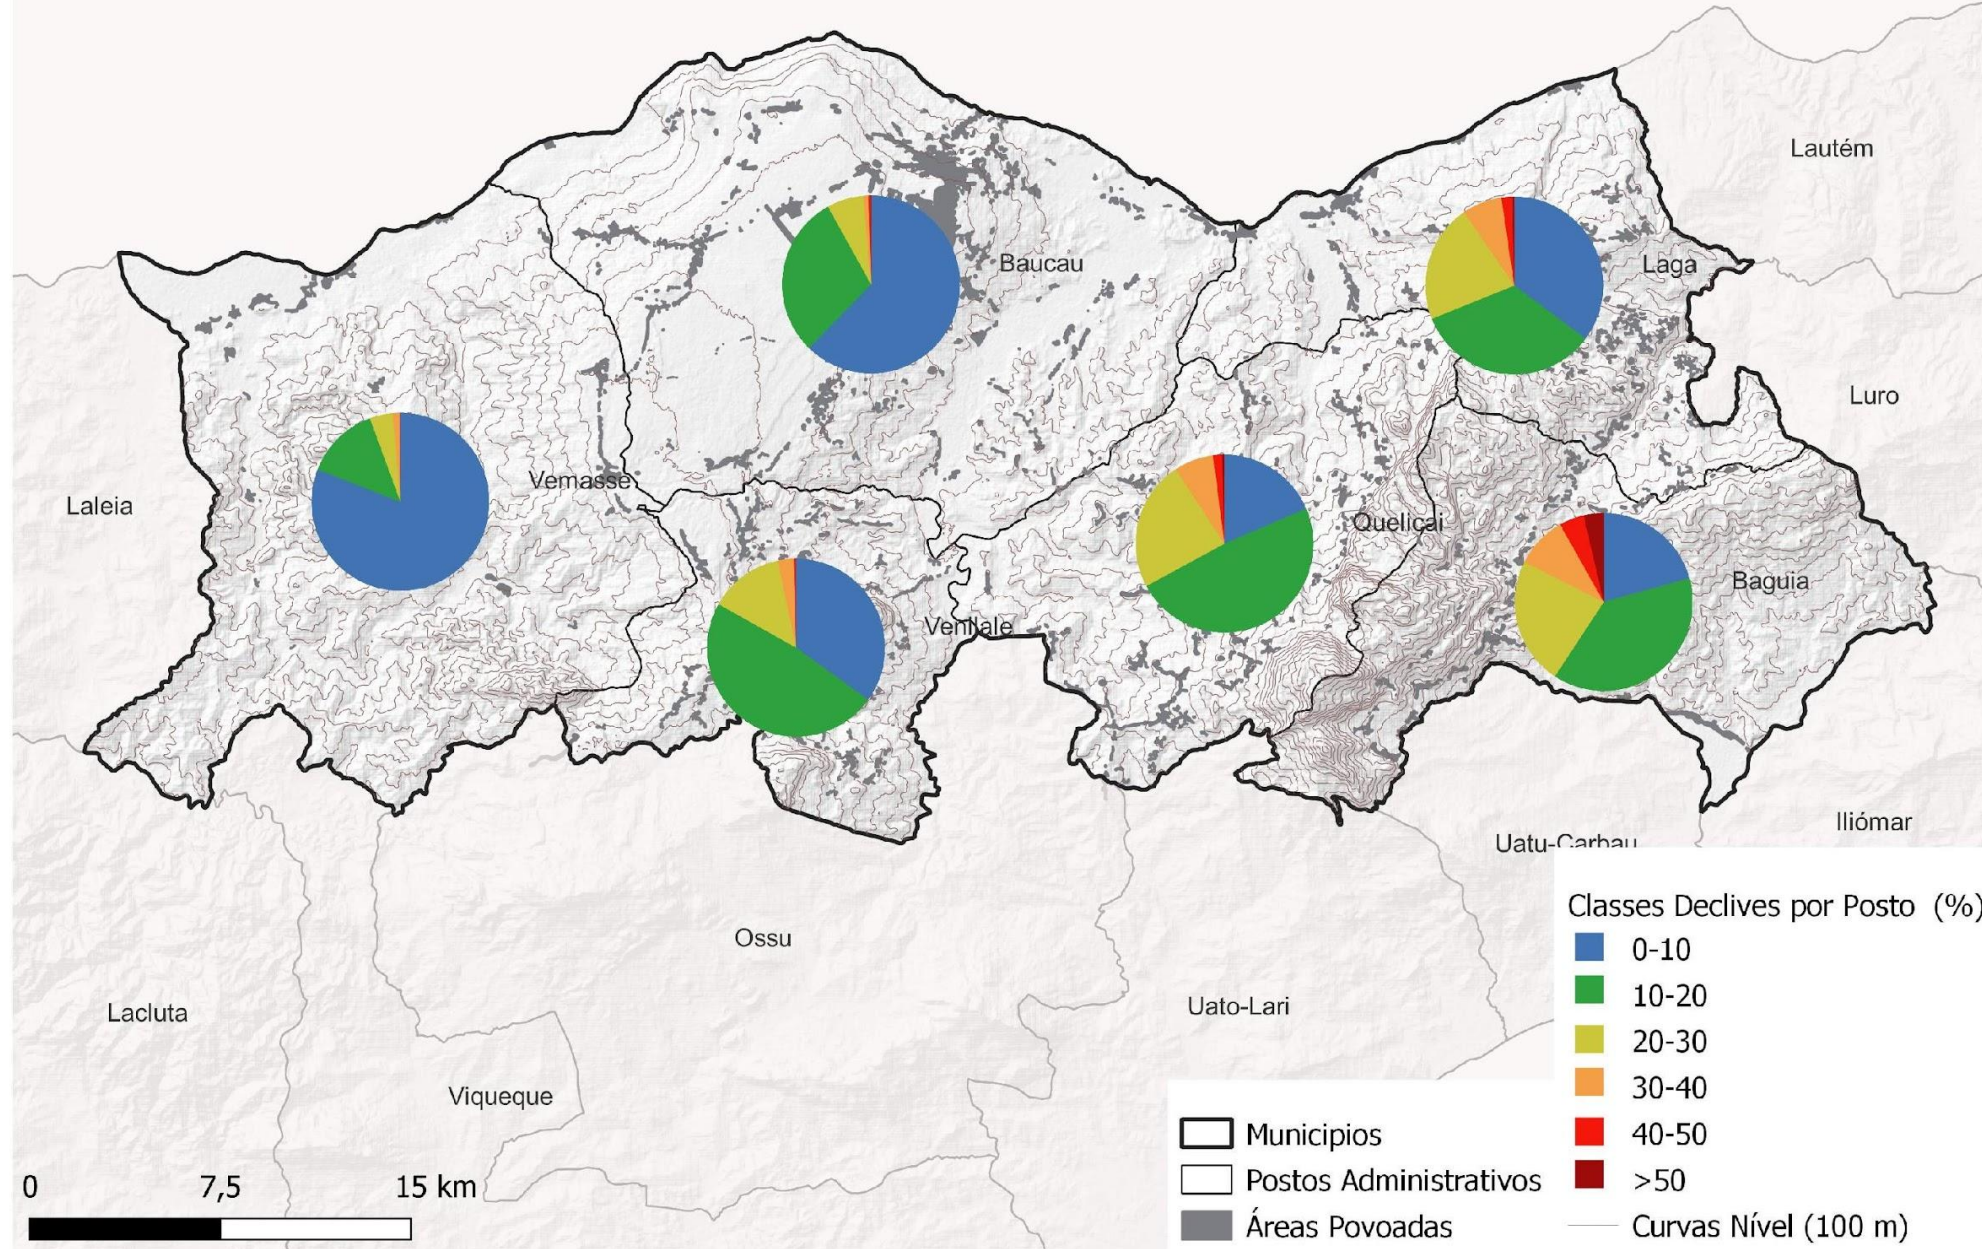 Lautém
Baucau
Laga
Luro
Vemasse
Laleia
Quelicai
Baguia
Venilale
Iliómar
Uatu-Carbau
Ossu
Uato-Lari
Lacluta
Viqueque
0 7,5 15 km
Municipios
Postos Administrativos
Áreas Povoadas
Classes Declives por Posto (%)
0-10
10-20
20-30
30-40
40-50
>50
Curvas Nível (100 m)